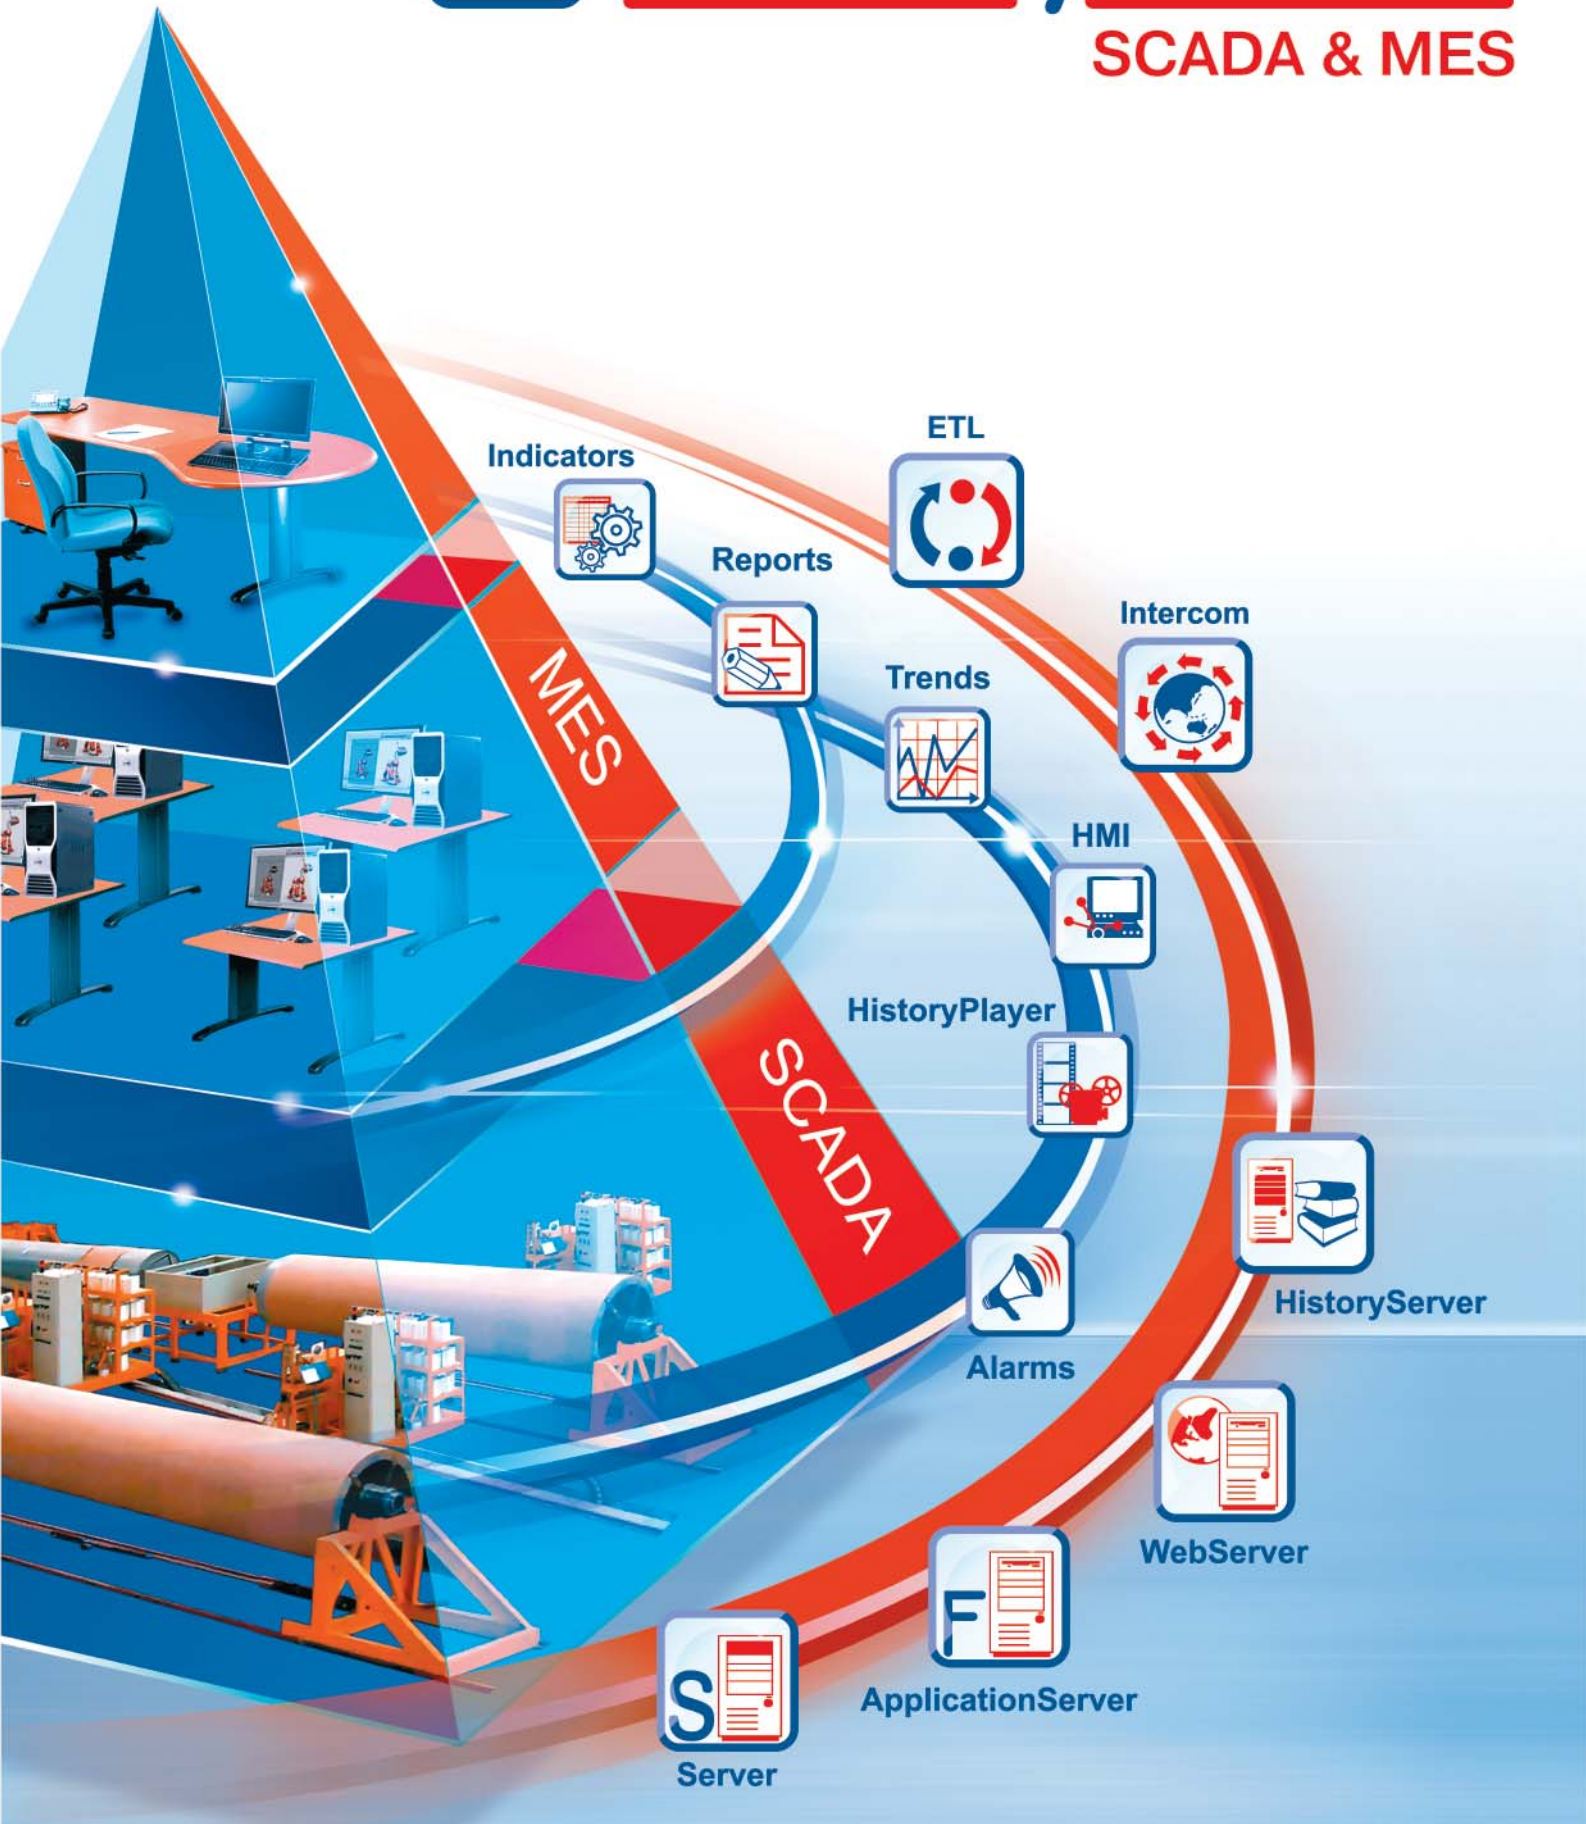 SCADA & MES
ETL
Indicators
Reports
Intercom
Trends
MES
HMI
HistoryPlayer
SCADA
HistoryServer
Alarms
WebServer
F
ApplicationServer
S
Server